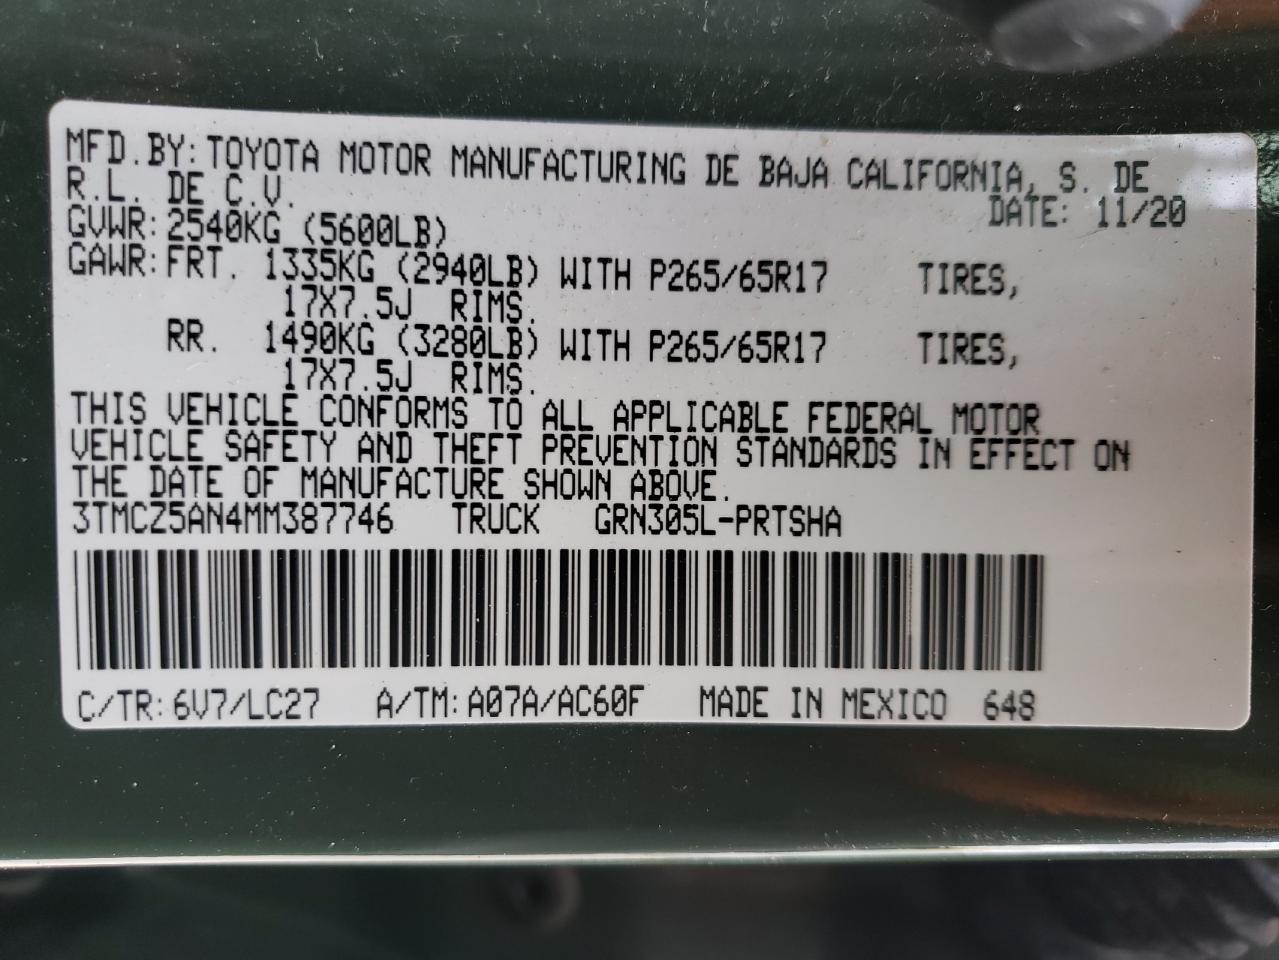 MFD.BY: TOYOTA MOTOR MANUFACTURING DE BAJA CALIFORNIA, S. DE
R.L. DE C.V. DATE: 11/20
GVWR: 2540KG (5600LB)
GAWR: FRT. 1335KG (2940LB) WITH P265/65R17 TIRES,
17X7.5J RIMS.
RR. 1490KG (3280LB) WITH P265/65R17 TIRES,
17X7.5J RIMS.
THIS VEHICLE CONFORMS TO ALL APPLICABLE FEDERAL MOTOR
VEHICLE SAFETY AND THEFT PREVENTION STANDARDS IN EFFECT ON
THE DATE OF MANUFACTURE SHOWN ABOVE.
3TMCZ5AN4MM387746 TRUCK GRN305L-PRTSHA
C/TR: 6V7/LC27 A/TM: A07A/AC60F MADE IN MEXICO 648